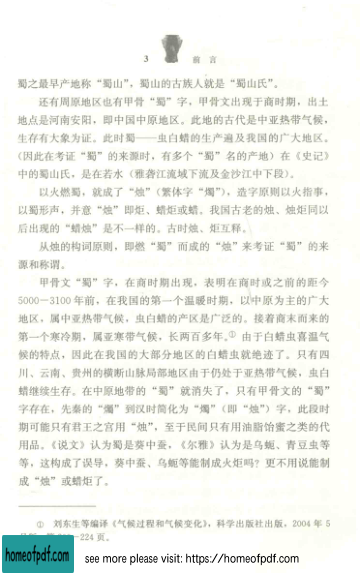 3 前 言
蜀之最早产地称“蜀山”，蜀山的古族人就是“蜀山氏”。
还有周原地区也有甲骨“蜀”字，甲骨文出现于商时期，出土
地点是河南安阳，即中国中原地区。此地的古代是中亚热带气候，
生存有大象为证。此时蜀——虫白蜡的生产遍及我国的广大地区。
（因此在考证“蜀”的来源时，有多个“蜀”名的产地）在《史记》
中的蜀山氏，是在若水（雅砻江流域下流及金沙江中下段）。
以火燃蜀，就成了“烛”（繁体字“燭”），造字原则以火指事，
以蜀形声，并意“烛”即炬、蜡炬或蜡。我国古老的烛、烛炬同以
后出现的“蜡烛”是不一样的。古时烛、炬互释。
从烛的构词原则，即燃“蜀”而成的“烛”来考证“蜀”的来
源和称谓。
甲骨文“蜀”字，在商时期出现，表明在商时或之前的距今
5000－3100 年前，在我国的第一个温暖时期，以中原为主的广大
地区，属中亚热带气候，虫白蜡的产区是广泛的。接着商末而来的
第一个寒冷期，属亚寒带气候，长两百多年。① 由于白蜡虫喜温气
候的特点，因此在我国的大部分地区的白蜡虫就绝迹了。只有四
川、云南、贵州的横断山脉局部地区由于仍处于亚热带气候，虫白
蜡继续生存。在中原地带的“蜀”就消失了，只有甲骨文的“蜀”
字存在，先秦的“燭”到汉时简化为“燭”（即“烛”）字，此段时
期可能只有君王之宫用“烛”，至于民间只有用油脂饴蜜之类的代
用品。《说文》认为蜀是葵中蚕，《尔雅》认为是乌蠋、青豆虫等
等，这构成了误导，葵中蚕、乌蠋等能制成火炬吗？更不用说能制
成“烛”或蜡炬了。
① 刘东生等编译《气候过程和气候变化》，科学出版社出版，2004 年 5
—224 页。
homeofpdf.com see more please visit: https://homeofpdf.com